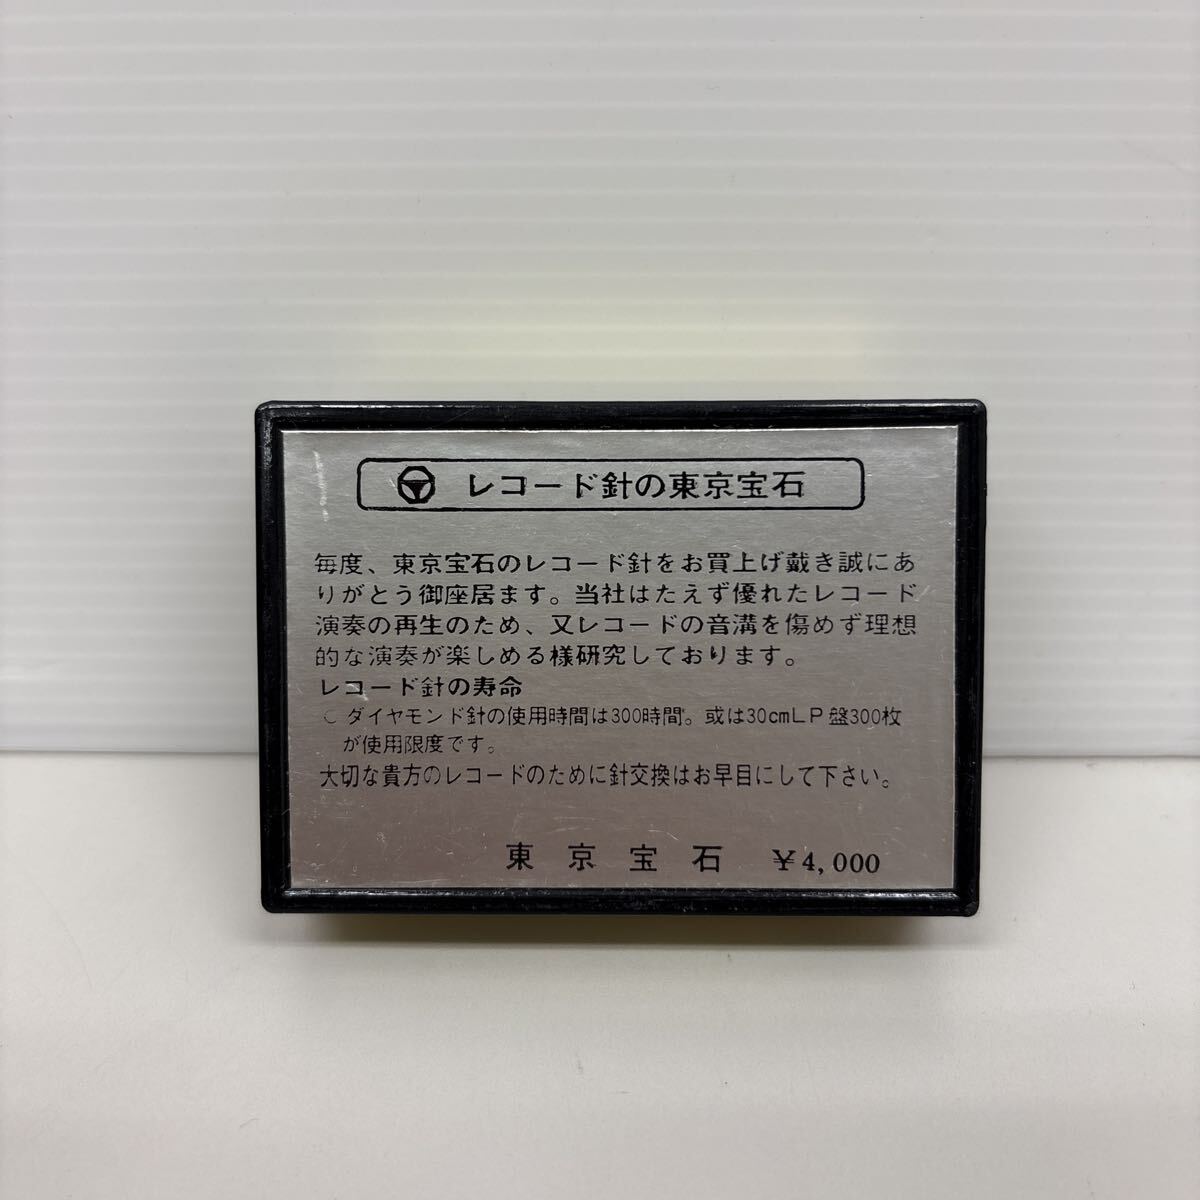 レコード針の東京宝石
毎度、東京宝石のレコード針をお買上げ戴き誠にあ
りがとう御座居ます。当社はたえず優れたレコード
演奏の再生のため、又レコードの音溝を傷めず理想
的な演奏が楽しめる様研究しております。
レコード針の寿命
○ ダイヤモンド針の使用時間は300時間。或は30cmLP盤300枚
が使用限度です。
大切な貴方のレコードのために針交換はお早目にして下さい。
東京宝石 ¥4,000